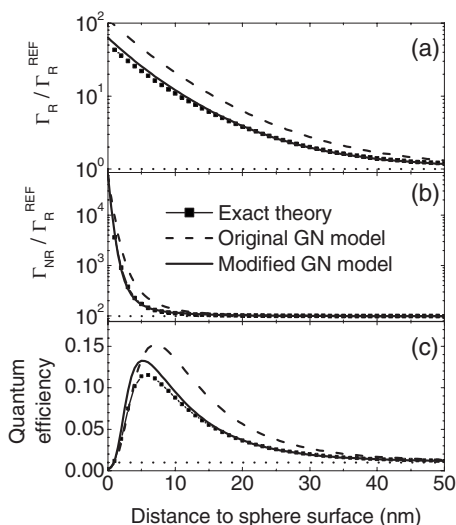 10²
(a)
Γ_R / Γ_R^REF
10¹
10⁰
(b)
Γ_NR / Γ_R^REF
10⁴
10³
10²
Exact theory
Original GN model
Modified GN model
(c)
Quantum
efficiency
0.15
0.10
0.05
0.00
0 10 20 30 40 50
Distance to sphere surface (nm)